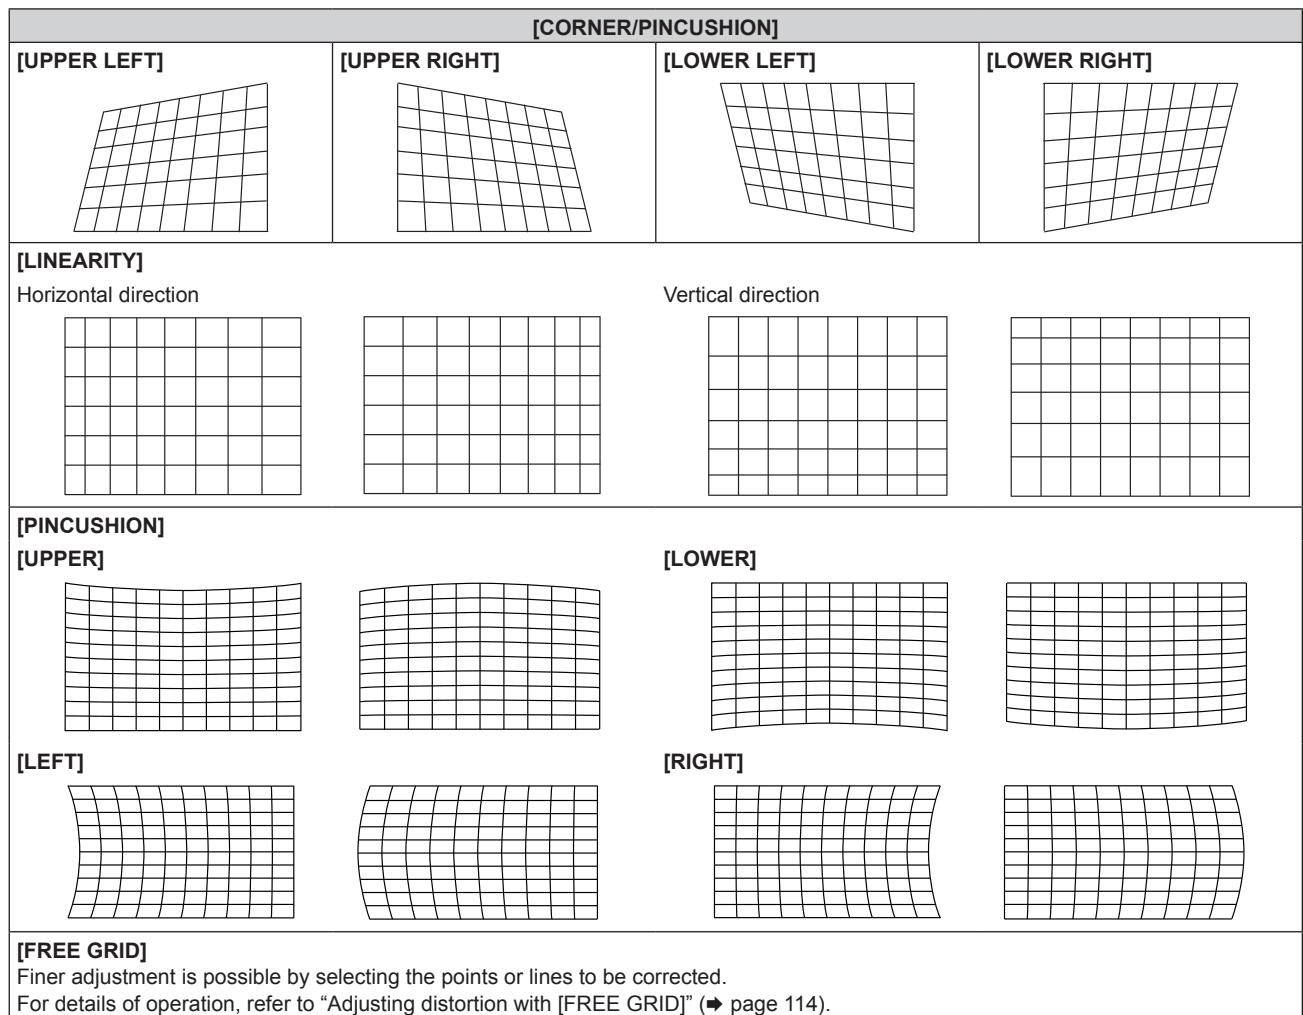 [CORNER/PINCUSHION]
[UPPER LEFT] [UPPER RIGHT] [LOWER LEFT] [LOWER RIGHT]
[LINEARITY]
Horizontal direction Vertical direction
[PINCUSHION]
[UPPER] [LOWER]
[LEFT] [RIGHT]
[FREE GRID]
Finer adjustment is possible by selecting the points or lines to be corrected.
For details of operation, refer to “Adjusting distortion with [FREE GRID]” (➡ page 114).